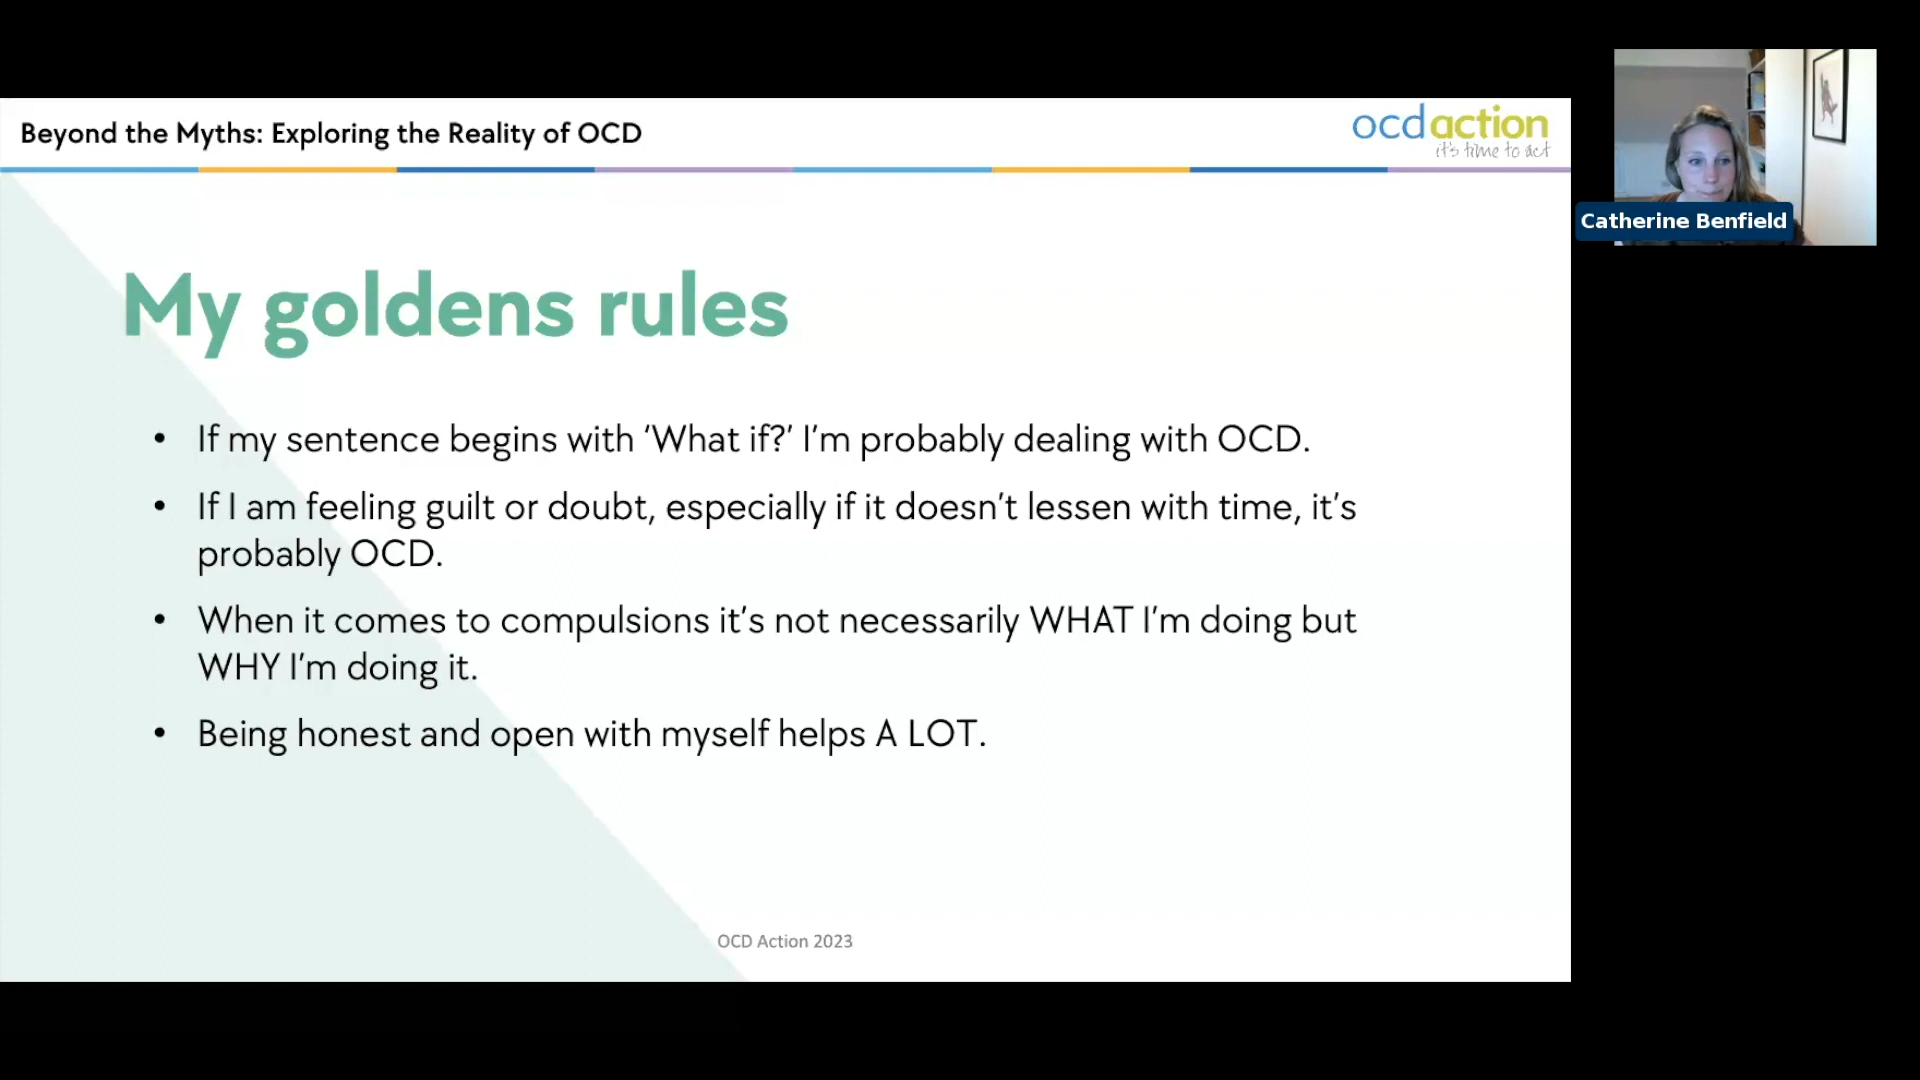 Beyond the Myths: Exploring the Reality of OCD
ocdaction
it's time to act
Catherine Benfield
My goldens rules
• If my sentence begins with ‘What if?’ I’m probably dealing with OCD.
• If I am feeling guilt or doubt, especially if it doesn’t lessen with time, it’s
probably OCD.
• When it comes to compulsions it’s not necessarily WHAT I’m doing but
WHY I’m doing it.
• Being honest and open with myself helps A LOT.
OCD Action 2023